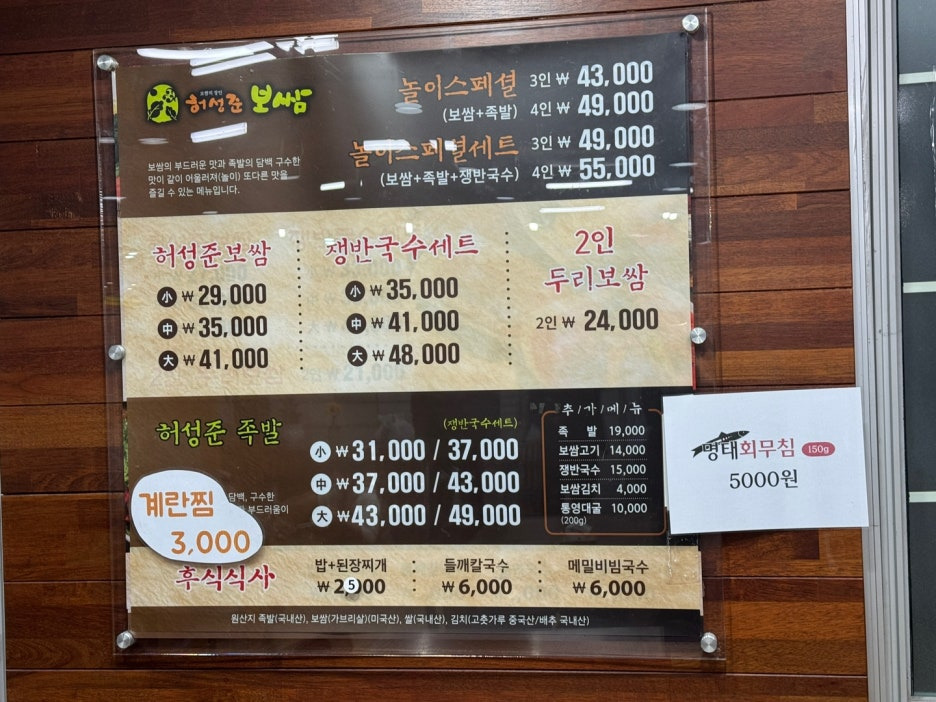 허성준 보쌈
보쌈의 부드러운 맛과 족발의 담백 구수한
맛이 같이 어울려져(놀이) 또다른 맛을
즐길 수 있는 메뉴입니다.
놀이스페셜 3인 ₩ 43,000
(보쌈+족발) 4인 ₩ 49,000
놀이스페셜세트 3인 ₩ 49,000
(보쌈+족발+쟁반국수) 4인 ₩ 55,000
허성준보쌈
小 ₩ 29,000
中 ₩ 35,000
大 ₩ 41,000
쟁반국수세트
小 ₩ 35,000
中 ₩ 41,000
大 ₩ 48,000
2인
두리보쌈
2인 ₩ 24,000
허성준 족발
(쟁반국수세트)
小 ₩ 31,000 / 37,000
中 ₩ 37,000 / 43,000
大 ₩ 43,000 / 49,000
담백, 구수한
부드러움이
계란찜
3,000
추/가/메/뉴
족 발 19,000
보쌈고기 14,000
쟁반국수 15,000
보쌈김치 4,000
통영대굴 10,000
(200g)
명태회무침 150g
5000원
후식식사
밥+된장찌개
₩ 2,500
들깨칼국수
₩ 6,000
메밀비빔국수
₩ 6,000
원산지 족발(국내산), 보쌈(가브리살)(미국산), 쌀(국내산), 김치(고춧가루 중국산/배추 국내산)